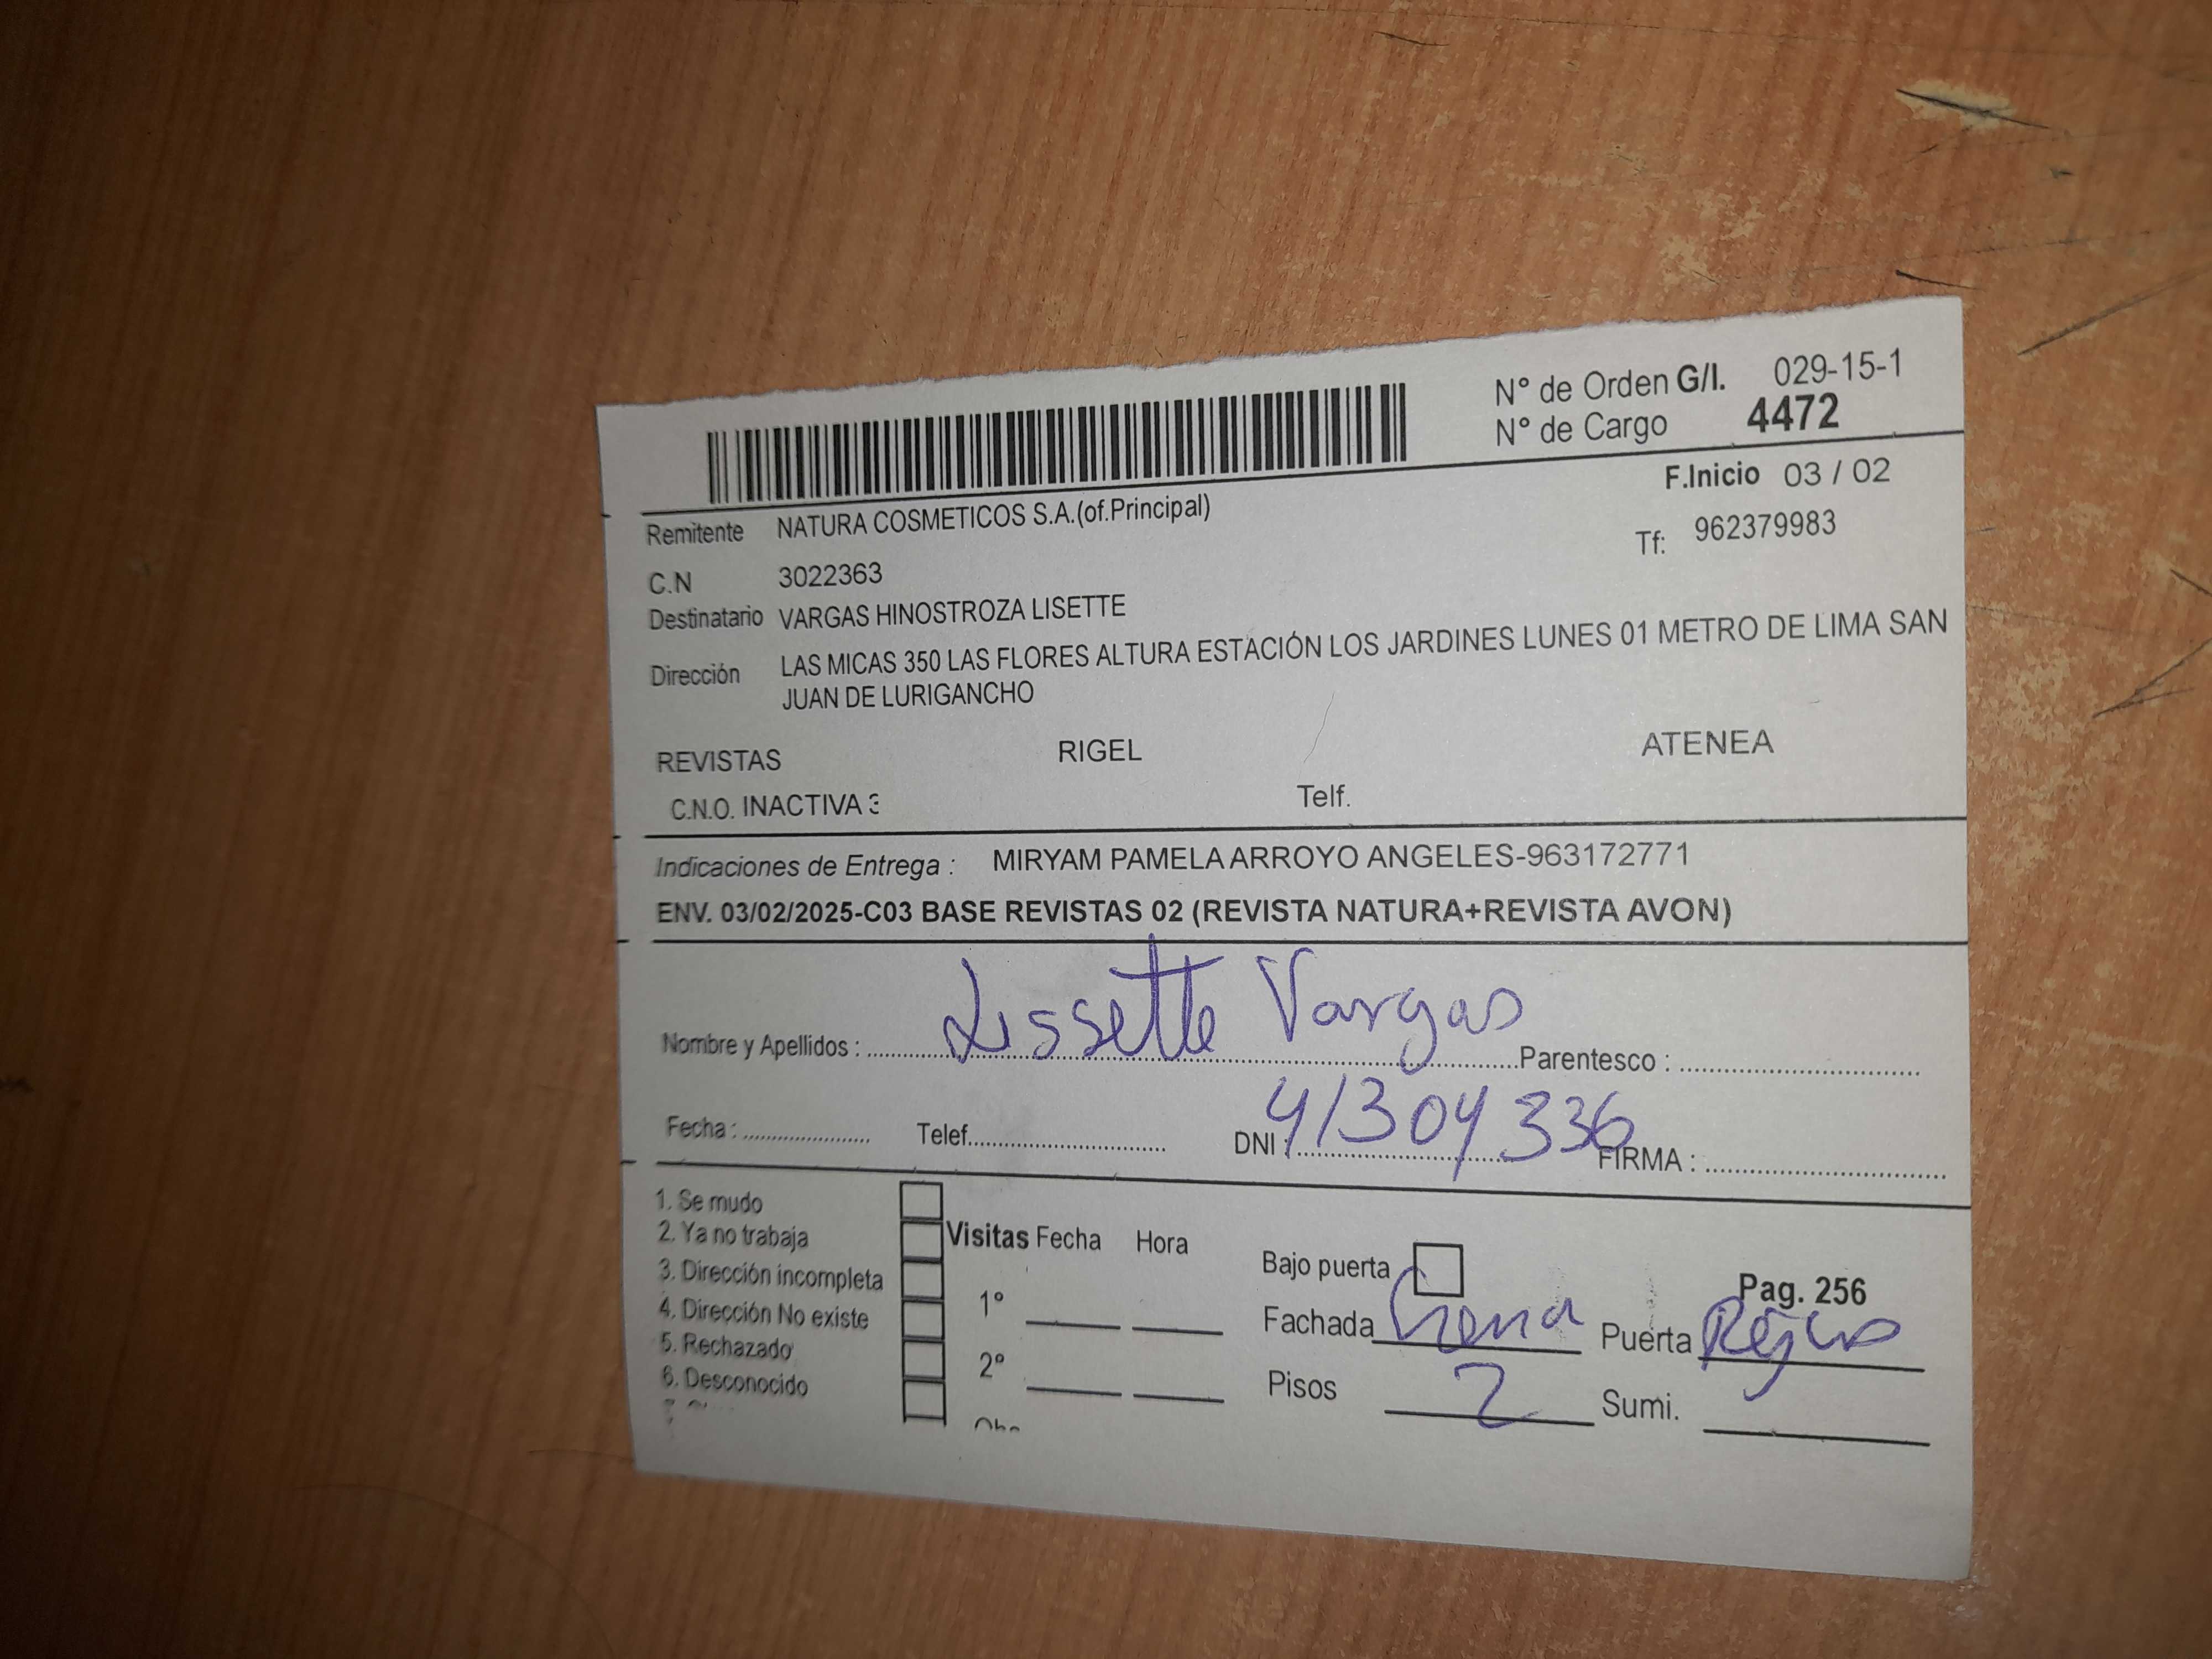 N° de Orden G/I. 029-15-1
N° de Cargo 4472
F.Inicio 03 / 02
Remitente NATURA COSMETICOS S.A.(of.Principal)
Tf: 962379983
C.N 3022363
Destinatario VARGAS HINOSTROZA LISETTE
Dirección LAS MICAS 350 LAS FLORES ALTURA ESTACIÓN LOS JARDINES LUNES 01 METRO DE LIMA SAN
JUAN DE LURIGANCHO
REVISTAS RIGEL ATENEA
C.N.O. INACTIVA 3 Telf.
Indicaciones de Entrega : MIRYAM PAMELA ARROYO ANGELES-963172771
ENV. 03/02/2025-C03 BASE REVISTAS 02 (REVISTA NATURA+REVISTA AVON)
Nombre y Apellidos : Lissette Vargas Parentesco :
Fecha : Telef. DNI : 41304336 FIRMA :
1. Se mudo
2. Ya no trabaja
3. Dirección incompleta
4. Dirección No existe
5. Rechazado
6. Desconocido
Visitas Fecha Hora
1°
2°
Bajo puerta
Pag. 256
Fachada Crema Puerta Rejas
Pisos 2 Sumi.